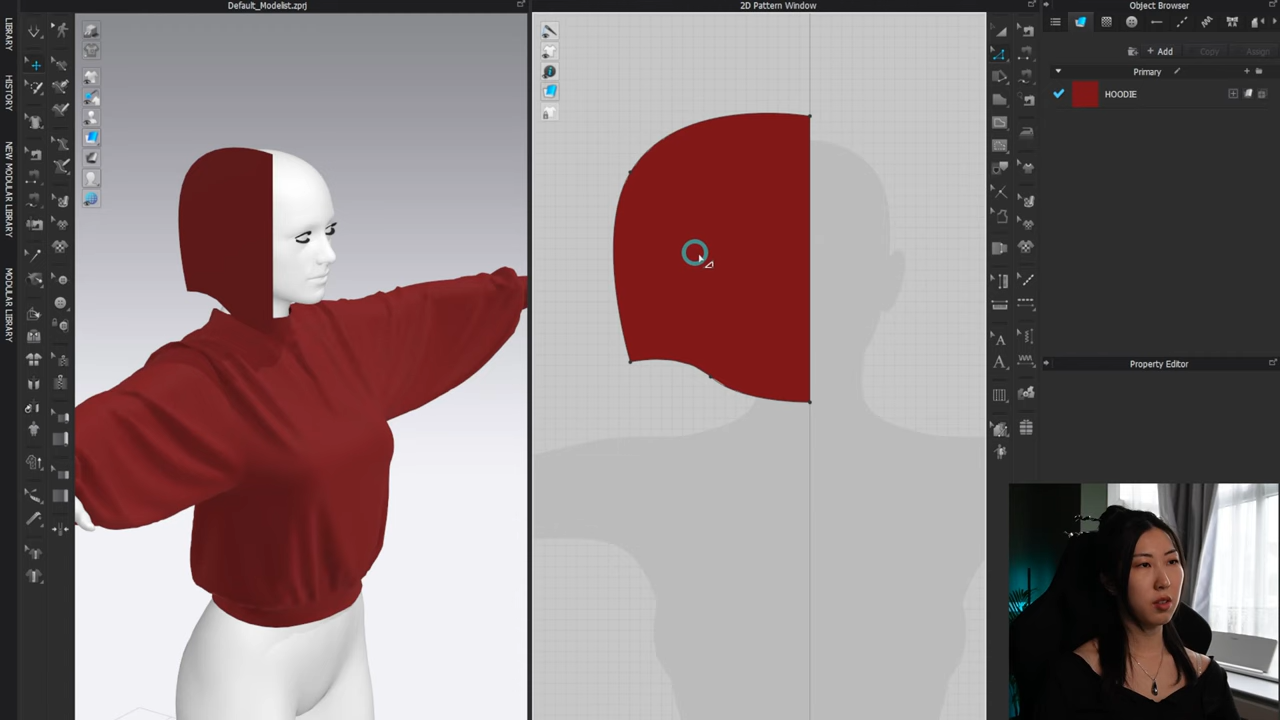 Default_Modelist.zprj
2D Pattern Window
Object Browser
LIBRARY
HISTORY
NEW MODULAR LIBRARY
MODULAR LIBRARY
+ Add
Copy
Assign
Primary
HOODIE
Property Editor